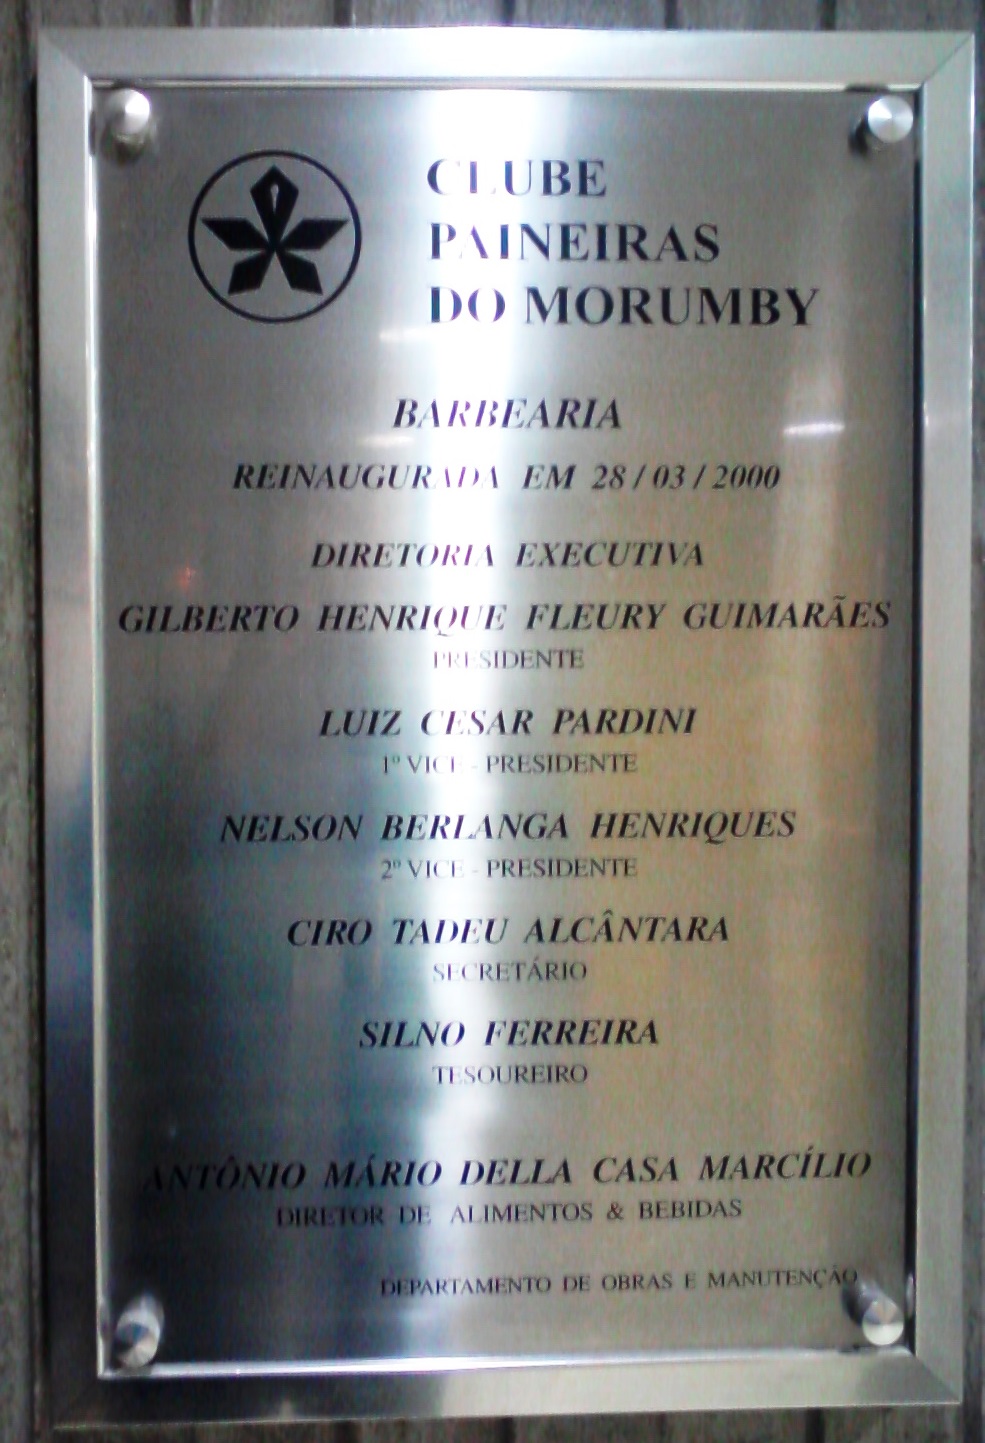 CLUBE
PAINEIRAS
DO MORUMBY
BARBEARIA
REINAUGURADA EM 28/03/2000
DIRETORIA EXECUTIVA
GILBERTO HENRIQUE FLEURY GUIMARÃES
PRESIDENTE
LUIZ CESAR PARDINI
1º VICE - PRESIDENTE
NELSON BERLANGA HENRIQUES
2º VICE - PRESIDENTE
CIRO TADEU ALCÂNTARA
SECRETÁRIO
SILNO FERREIRA
TESOUREIRO
ANTÔNIO MÁRIO DELLA CASA MARCÍLIO
DIRETOR DE ALIMENTOS & BEBIDAS
DEPARTAMENTO DE OBRAS E MANUTENÇÃO